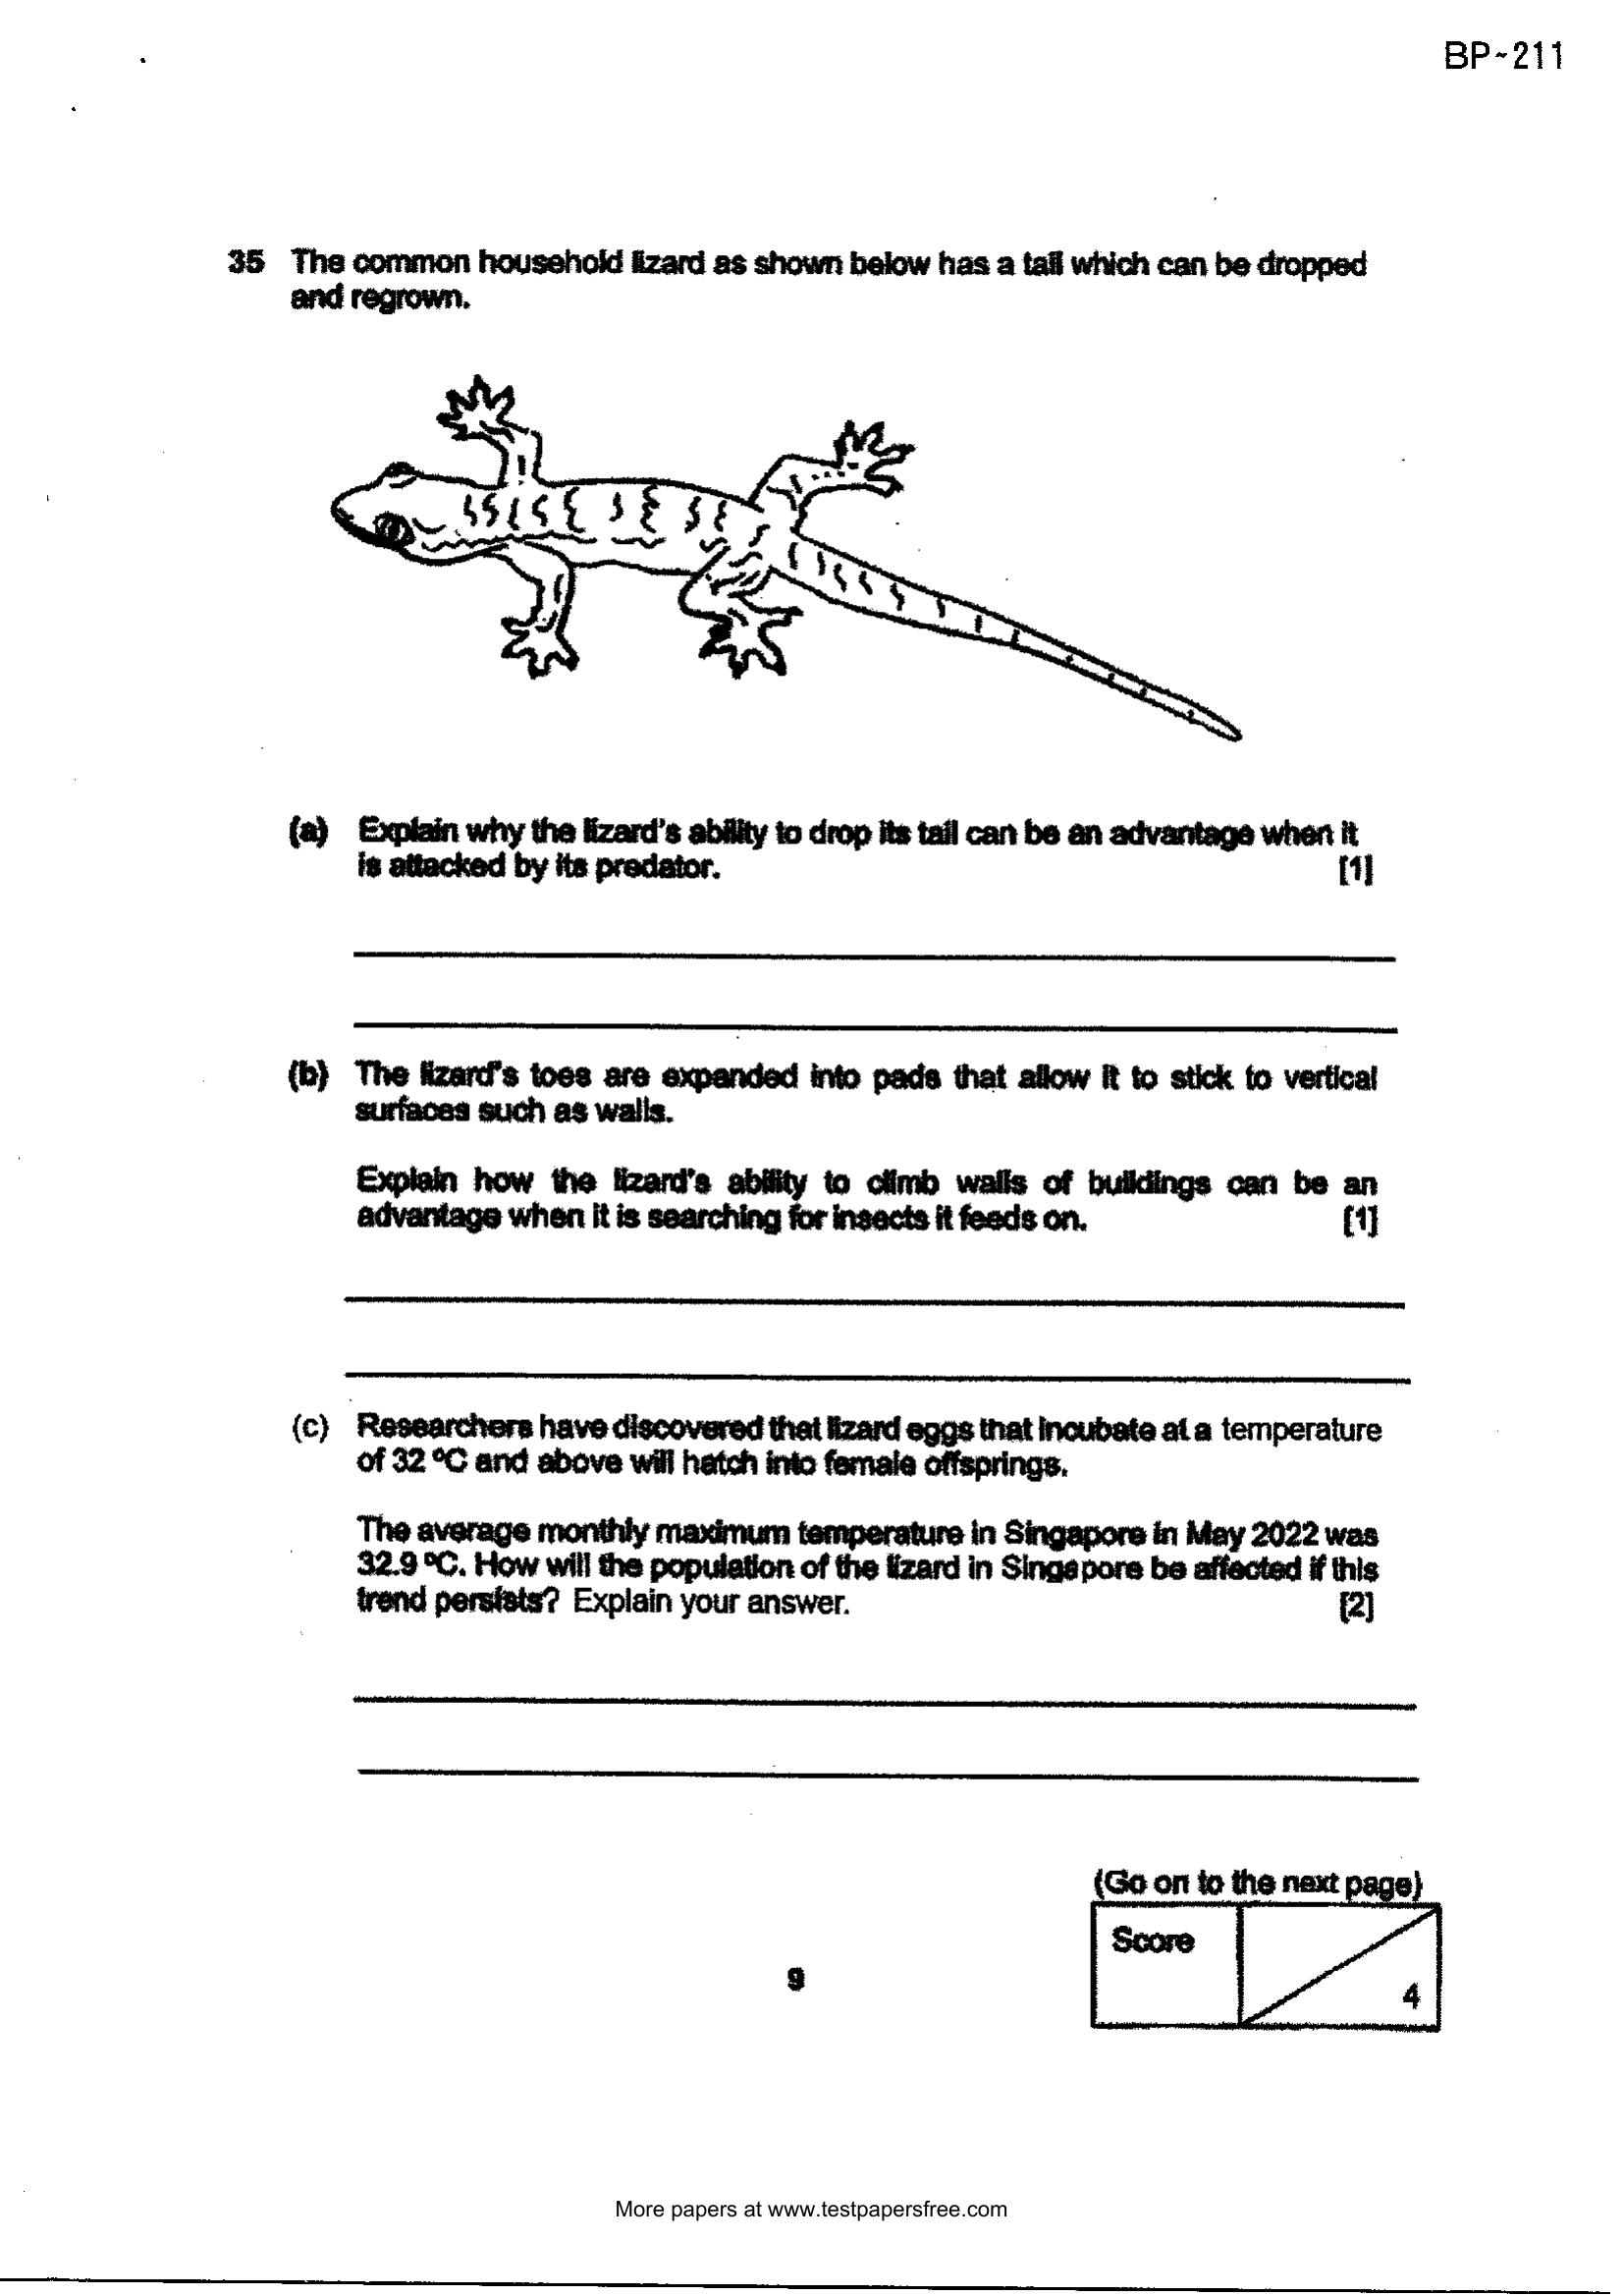 BP~211
35 The common household lizard as shown below has a tail which can be dropped
and regrown.
(a) Explain why the lizard's ability to drop its tail can be an advantage when it
is attacked by its predator. [1]
(b) The lizard's toes are expanded into pads that allow it to stick to vertical
surfaces such as walls.
Explain how the lizard's ability to climb walls of buildings can be an
advantage when it is searching for insects it feeds on. [1]
(c) Researchers have discovered that lizard eggs that incubate at a temperature
of 32 ºC and above will hatch into female offsprings.
The average monthly maximum temperature in Singapore in May 2022 was
32.9 ºC. How will the population of the lizard in Singapore be affected if this
trend persists? Explain your answer. [2]
(Go on to the next page)
Score
4
9
More papers at www.testpapersfree.com